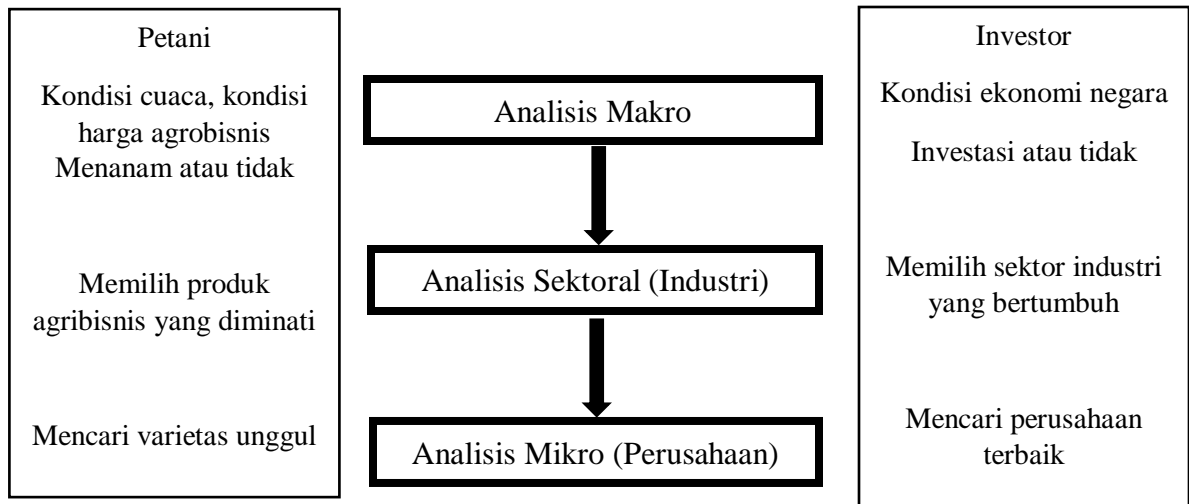 Petani
Kondisi cuaca, kondisi
harga agrobisnis
Menanam atau tidak
Memilih produk
agribisnis yang diminati
Mencari varietas unggul
Analisis Makro
Analisis Sektoral (Industri)
Analisis Mikro (Perusahaan)
Investor
Kondisi ekonomi negara
Investasi atau tidak
Memilih sektor industri
yang bertumbuh
Mencari perusahaan
terbaik